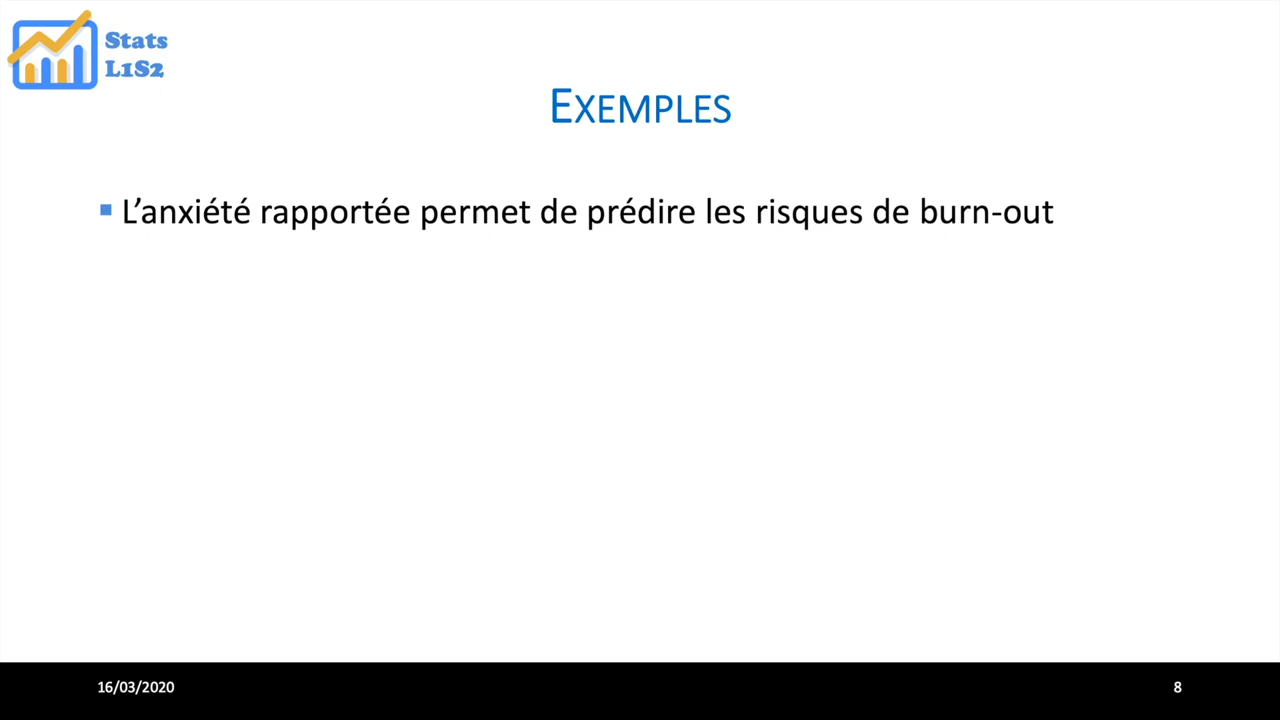 Stats
L1S2
EXEMPLES
L’anxiété rapportée permet de prédire les risques de burn-out
16/03/2020
8